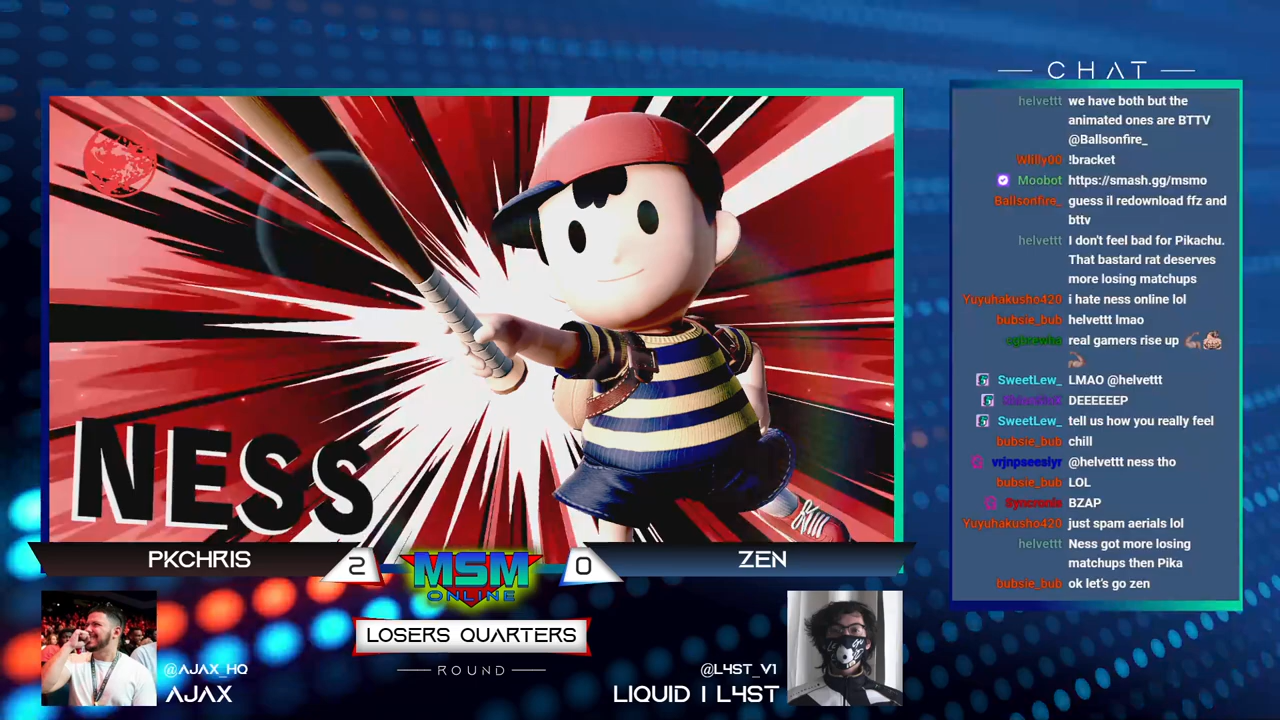 CHAT
helvettt we have both but the
animated ones are BTTV
@Ballsonfire_
Willy90 !bracket
Moobot https://smash.gg/msmo
Ballsonfire_ guess il redownload ffz and
bttv
helvettt I don't feel bad for Pikachu.
That bastard rat deserves
more losing matchups
Yuyuhakusho420 i hate ness online lol
bubsie_bub helvettt lmao
real gamers rise up
SweetLew_ LMAO @helvettt
DEEEEEEP
SweetLew_ tell us how you really feel
bubsie_bub chill
vrjnpseeslyr @helvettt ness tho
bubsie_bub LOL
Syncronis BZAP
Yuyuhakusho420 just spam aerials lol
helvettt Ness got more losing
matchups then Pika
bubsie_bub ok let's go zen
NESS
PKCHRIS 2 MSM ONLINE 0 ZEN
LOSERS QUARTERS
ROUND
@AJAX_HQ
AJAX
@L4ST_V1
LIQUID | L4ST